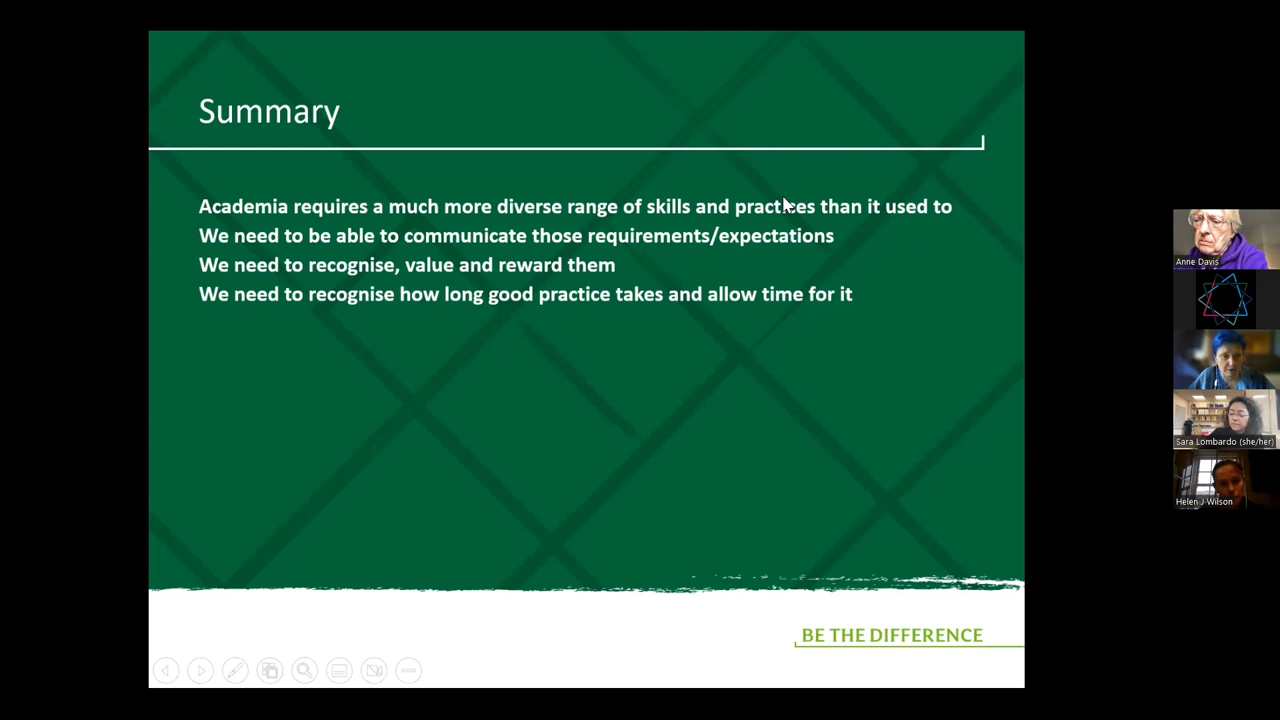 Summary
Academia requires a much more diverse range of skills and practices than it used to
We need to be able to communicate those requirements/expectations
We need to recognise, value and reward them
We need to recognise how long good practice takes and allow time for it
BE THE DIFFERENCE
Anne Davis
Sara Lombardo (she/her)
Helen J Wilson